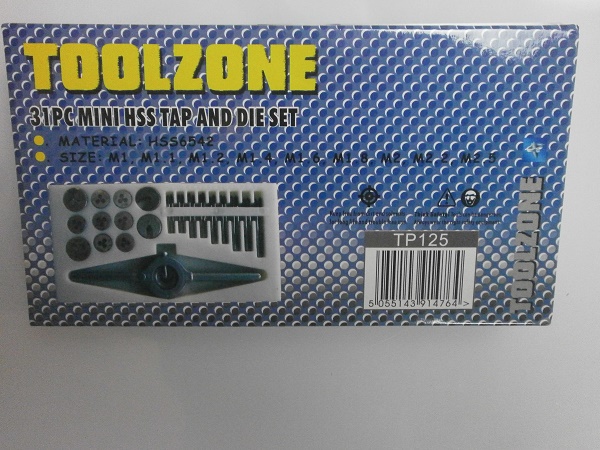 TOOLZONE
31PC MINI HSS TAP AND DIE SET
. MATERIAL: HSS6542
. SIZE: M1, M1.1, M1.2, M1.4, M1.6, M1.8, M2, M2.2, M2.5
TP125
5 055143 914764 >
TOOLZONE